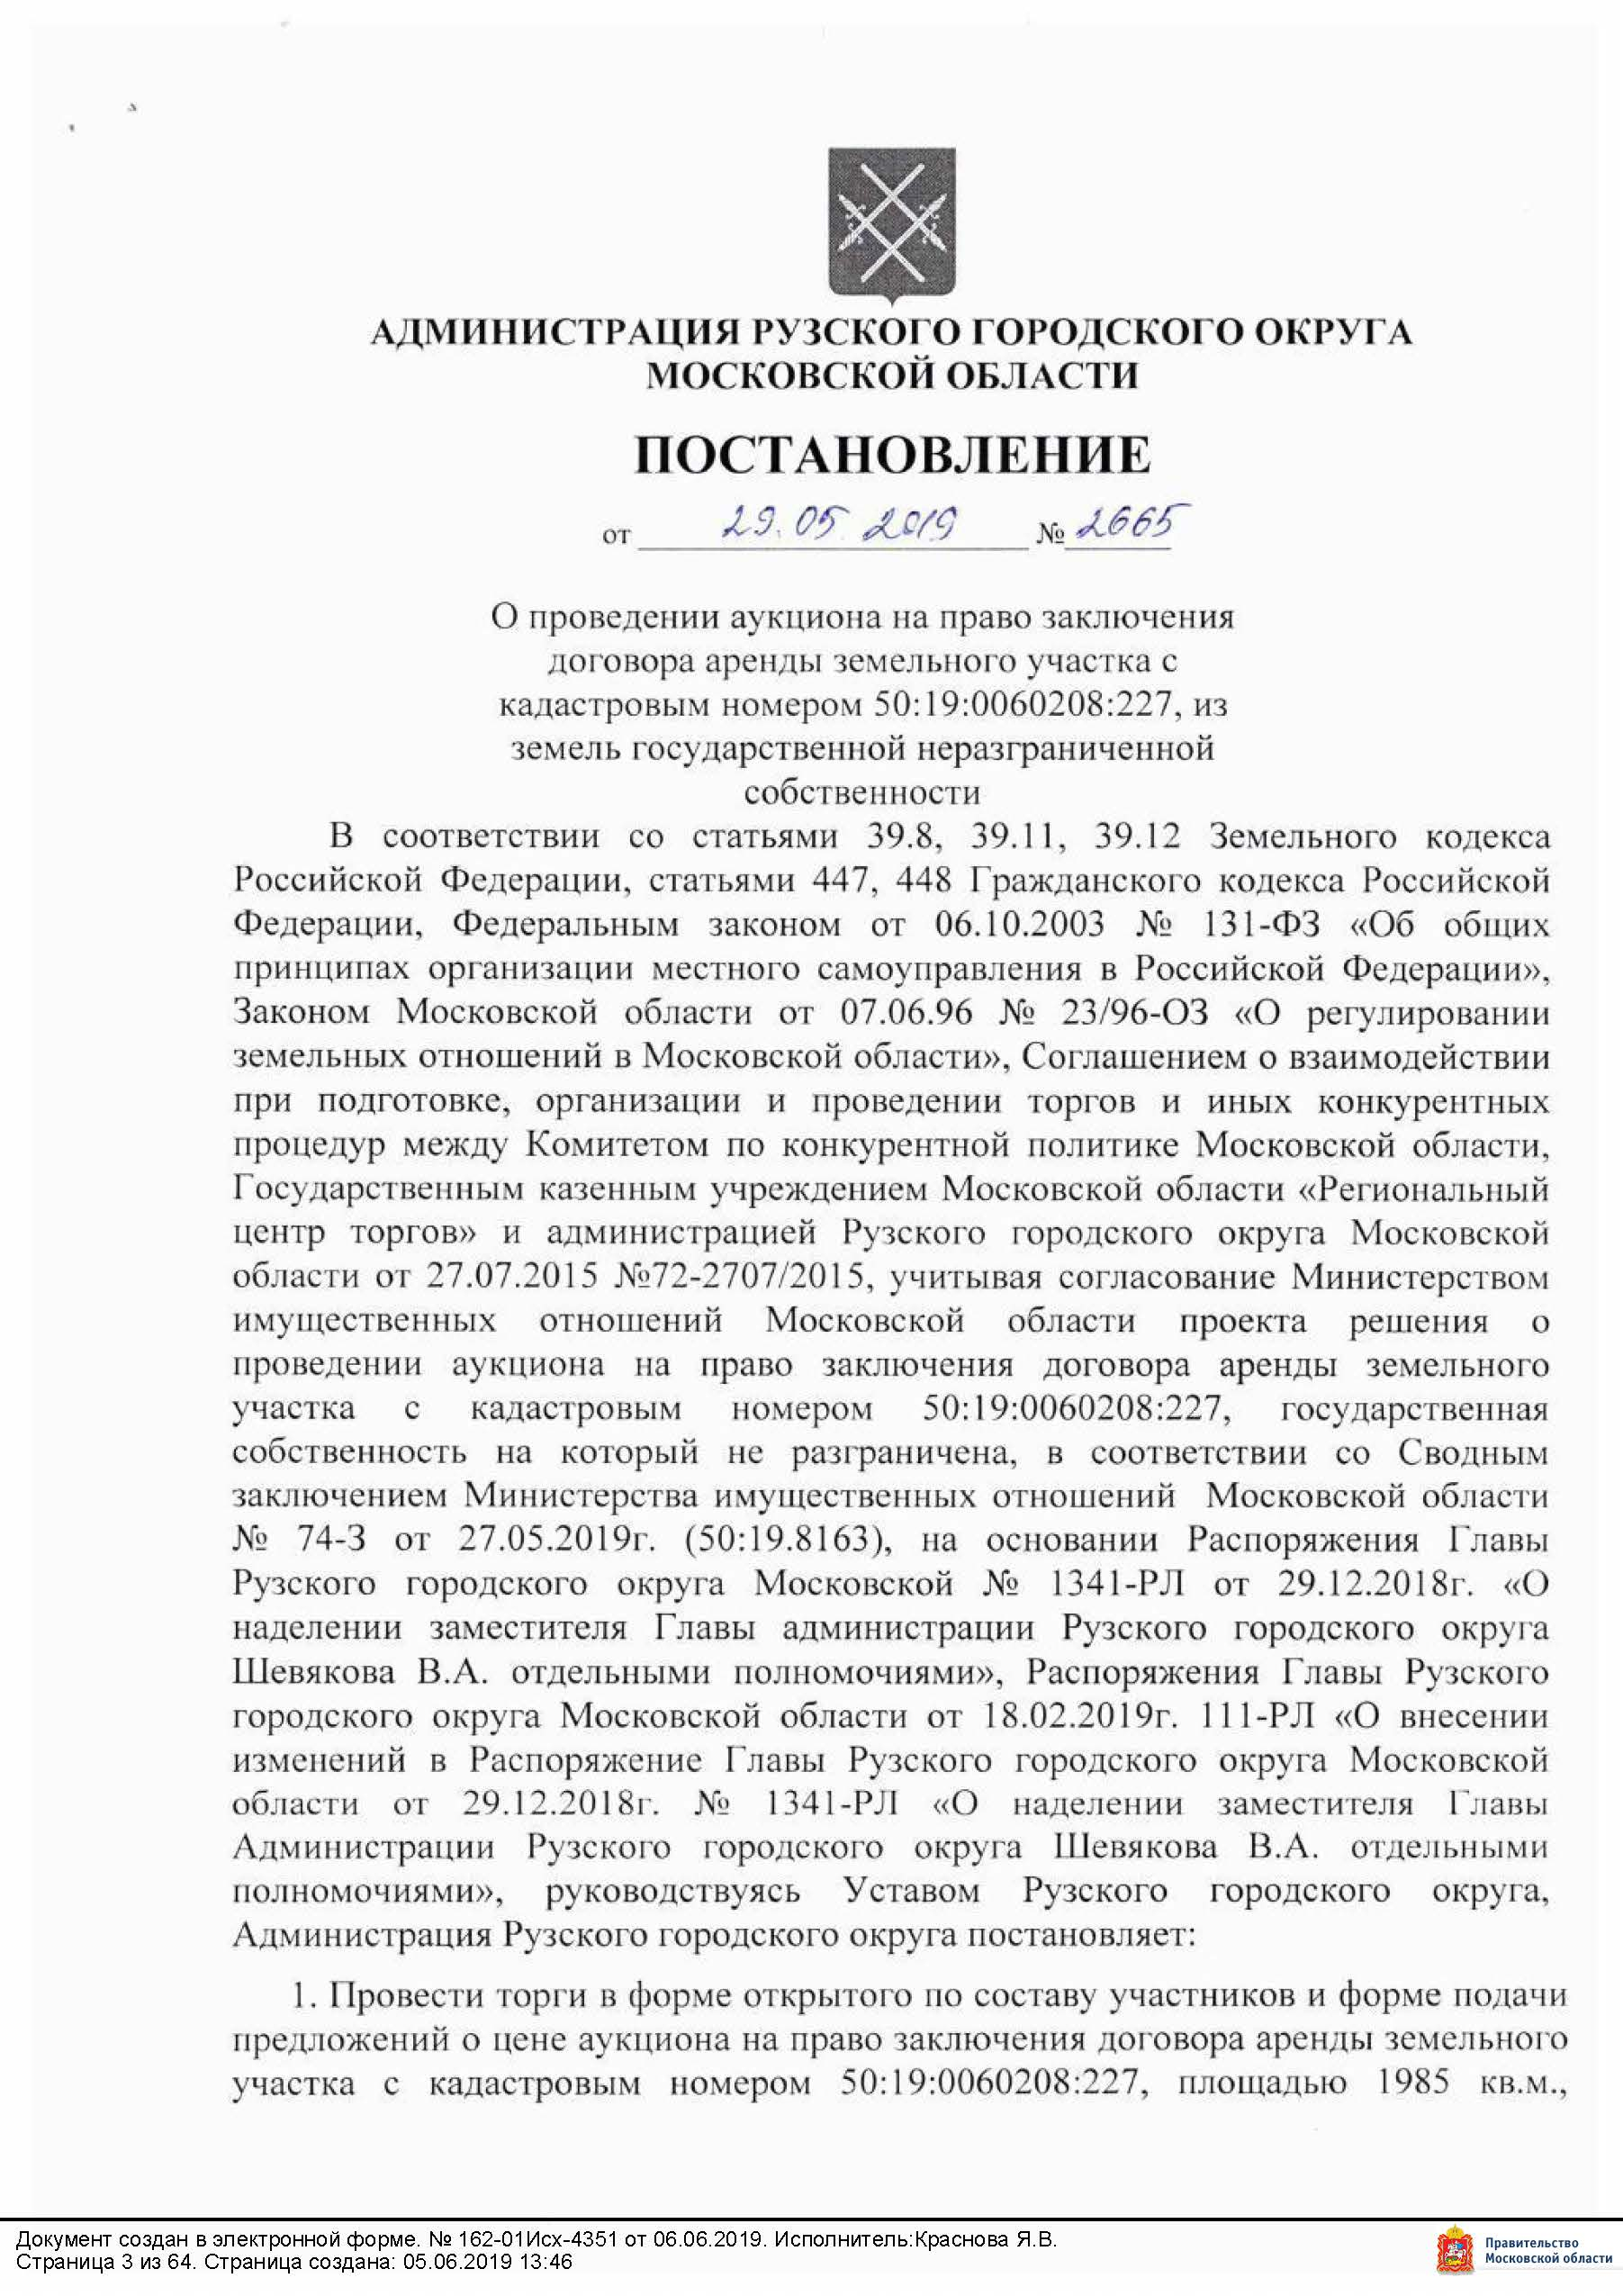 АДМИНИСТРАЦИЯ РУЗСКОГО ГОРОДСКОГО ОКРУГА
МОСКОВСКОЙ ОБЛАСТИ
ПОСТАНОВЛЕНИЕ
от 29.05.2019 № 2665
О проведении аукциона на право заключения
договора аренды земельного участка с
кадастровым номером 50:19:0060208:227, из
земель государственной неразграниченной
собственности
В соответствии со статьями 39.8, 39.11, 39.12 Земельного кодекса
Российской Федерации, статьями 447, 448 Гражданского кодекса Российской
Федерации, Федеральным законом от 06.10.2003 № 131-ФЗ «Об общих
принципах организации местного самоуправления в Российской Федерации»,
Законом Московской области от 07.06.96 № 23/96-ОЗ «О регулировании
земельных отношений в Московской области», Соглашением о взаимодействии
при подготовке, организации и проведении торгов и иных конкурентных
процедур между Комитетом по конкурентной политике Московской области,
Государственным казенным учреждением Московской области «Региональный
центр торгов» и администрацией Рузского городского округа Московской
области от 27.07.2015 №72-2707/2015, учитывая согласование Министерством
имущественных отношений Московской области проекта решения о
проведении аукциона на право заключения договора аренды земельного
участка с кадастровым номером 50:19:0060208:227, государственная
собственность на который не разграничена, в соответствии со Сводным
заключением Министерства имущественных отношений Московской области
№ 74-З от 27.05.2019г. (50:19.8163), на основании Распоряжения Главы
Рузского городского округа Московской № 1341-РЛ от 29.12.2018г. «О
наделении заместителя Главы администрации Рузского городского округа
Шевякова В.А. отдельными полномочиями», Распоряжения Главы Рузского
городского округа Московской области от 18.02.2019г. 111-РЛ «О внесении
изменений в Распоряжение Главы Рузского городского округа Московской
области от 29.12.2018г. № 1341-РЛ «О наделении заместителя Главы
Администрации Рузского городского округа Шевякова В.А. отдельными
полномочиями», руководствуясь Уставом Рузского городского округа,
Администрация Рузского городского округа постановляет:
1. Провести торги в форме открытого по составу участников и форме подачи
предложений о цене аукциона на право заключения договора аренды земельного
участка с кадастровым номером 50:19:0060208:227, площадью 1985 кв.м.,
Документ создан в электронной форме. № 162-01Исх-4351 от 06.06.2019. Исполнитель:Краснова Я.В.
Страница 3 из 64. Страница создана: 05.06.2019 13:46
Правительство
Московской области